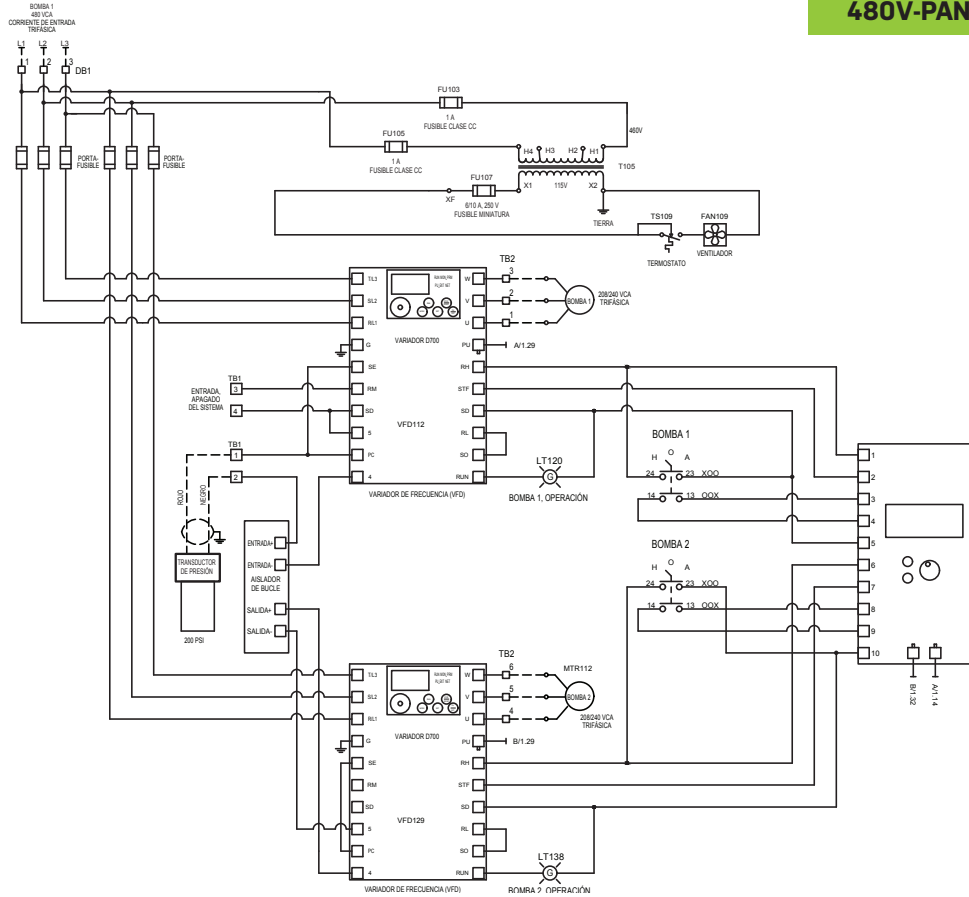 480V-PAN
BOMBA 1
480 VCA
CORRIENTE DE ENTRADA
TRIFÁSICA
L1 L2 L3
1 2 3 DB1
PORTA-
FUSIBLE
PORTA-
FUSIBLE
FU103
1 A
FUSIBLE CLASE CC
FU105
1 A
FUSIBLE CLASE CC
460V
H4 H3 H2 H1
T105
X1 115V X2
FU107
XF
6/10 A, 250 V
FUSIBLE MINIATURA
TIERRA
TS109
TERMOSTATO
FAN109
VENTILADOR
TB2
T/L3
S/L2
R/L1
G
SE
RM
SD
5
PC
4
W
V
U
PU
RH
STF
SD
RL
SO
RUN
VARIADOR D700
VFD112
VARIADOR DE FRECUENCIA (VFD)
3
2
1
BOMBA 1
208/240 VCA
TRIFÁSICA
A/1.29
ENTRADA,
APAGADO
DEL SISTEMA
TB1
3
4
TB1
1
2
ROJO
NEGRO
TRANSDUCTOR
DE PRESIÓN
200 PSI
ENTRADA+
ENTRADA-
AISLADOR
DE BUCLE
SALIDA+
SALIDA-
LT120
G
BOMBA 1, OPERACIÓN
BOMBA 1
H O A
24 23 XOO
14 13 OOX
BOMBA 2
H O A
24 23 XOO
14 13 OOX
1
2
3
4
5
6
7
8
9
10
B/1.32
A/1.14
TB2
T/L3
S/L2
R/L1
G
SE
RM
SD
5
PC
4
W
V
U
PU
RH
STF
SD
RL
SO
RUN
VARIADOR D700
VFD129
VARIADOR DE FRECUENCIA (VFD)
6
5
4
MTR112
BOMBA 2
208/240 VCA
TRIFÁSICA
B/1.29
LT138
G
BOMBA 2, OPERACIÓN